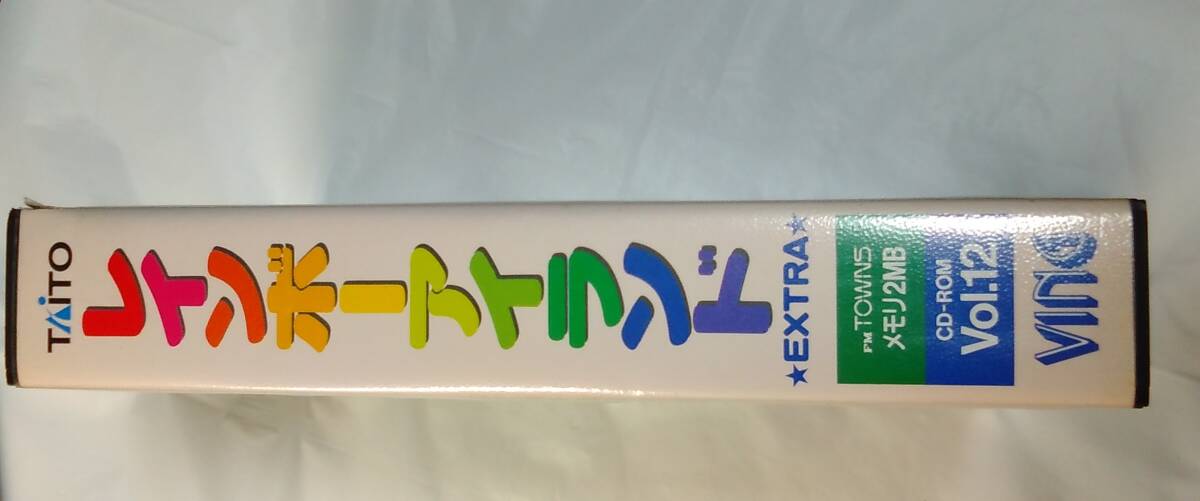 TAITO
レインボーアイランド
★EXTRA★
FM TOWNS
メモリ2MB
CD-ROM
Vol.12
VING